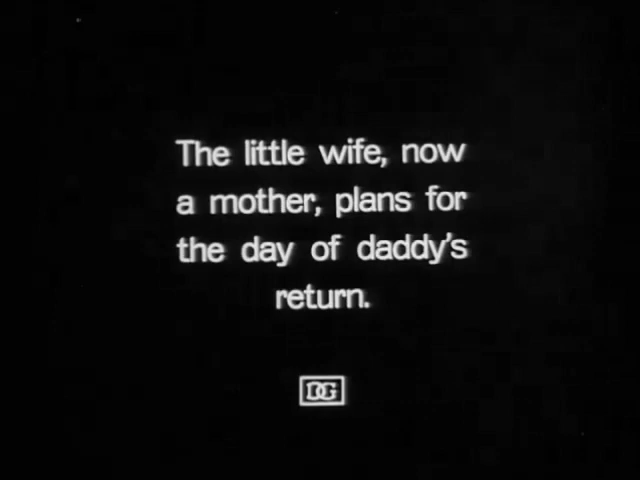 The little wife, now
a mother, plans for
the day of daddy's
return.
DG